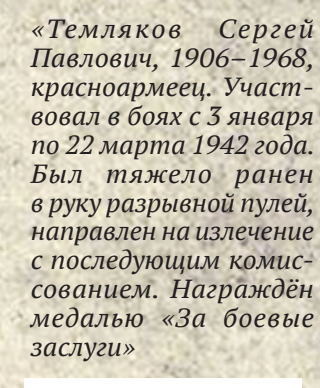 «Темляков Сергей
Павлович, 1906–1968,
красноармеец. Участ-
вовал в боях с 3 января
по 22 марта 1942 года.
Был тяжело ранен
в руку разрывной пулей,
направлен на излечение
с последующим комис-
сованием. Награждён
медалью «За боевые
заслуги»